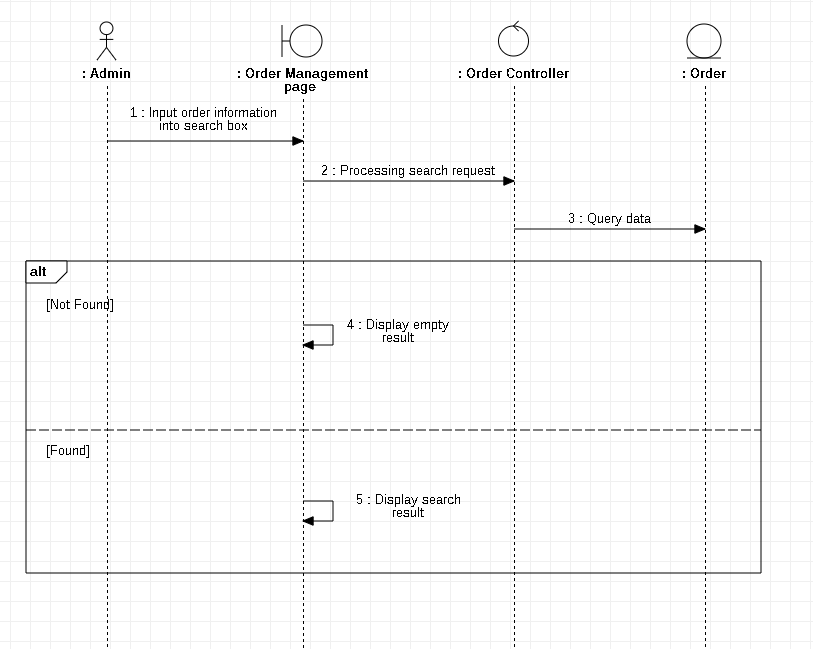 : Admin
: Order Management
page
: Order Controller
: Order
1 : Input order information
into search box
2 : Processing search request
3 : Query data
alt
[Not Found]
4 : Display empty
result
[Found]
5 : Display search
result